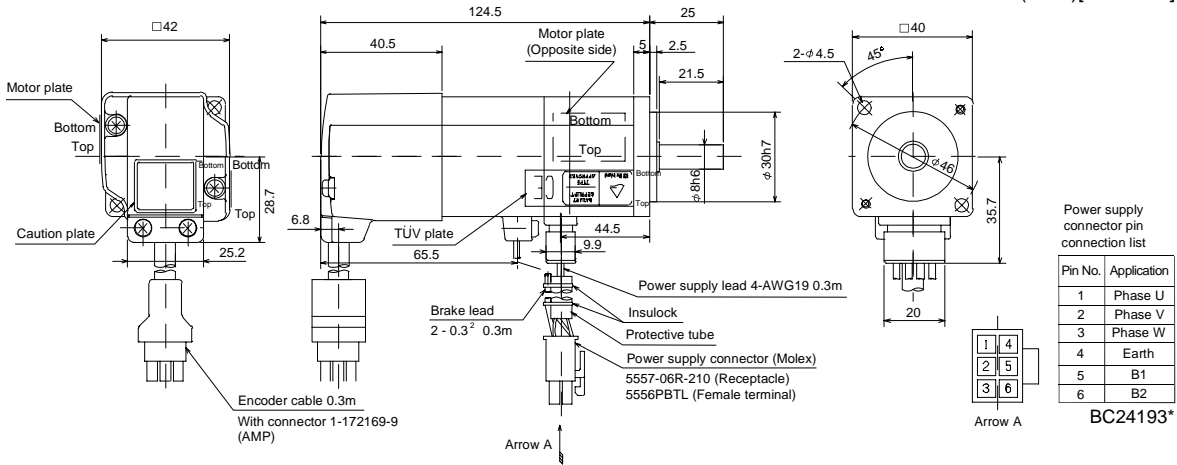 □42
Motor plate
Bottom
Top
Bottom
Bottom
Top
Top
28.7
Caution plate
25.2
Encoder cable 0.3m
With connector 1-172169-9
(AMP)
124.5
25
40.5
Motor plate
(Opposite side)
5
2.5
21.5
Bottom
Top
Bottom
Top
φ8h6
φ30h7
6.8
TÜV plate
44.5
9.9
65.5
Brake lead
2 - 0.3² 0.3m
Power supply lead 4-AWG19 0.3m
Insulock
Protective tube
Power supply connector (Molex)
5557-06R-210 (Receptacle)
5556PBTL (Female terminal)
Arrow A
□40
2-φ4.5
45°
φ46
35.7
20
1 4
2 5
3 6
Arrow A
Power supply
connector pin
connection list
Pin No. Application
1 Phase U
2 Phase V
3 Phase W
4 Earth
5 B1
6 B2
BC24193*